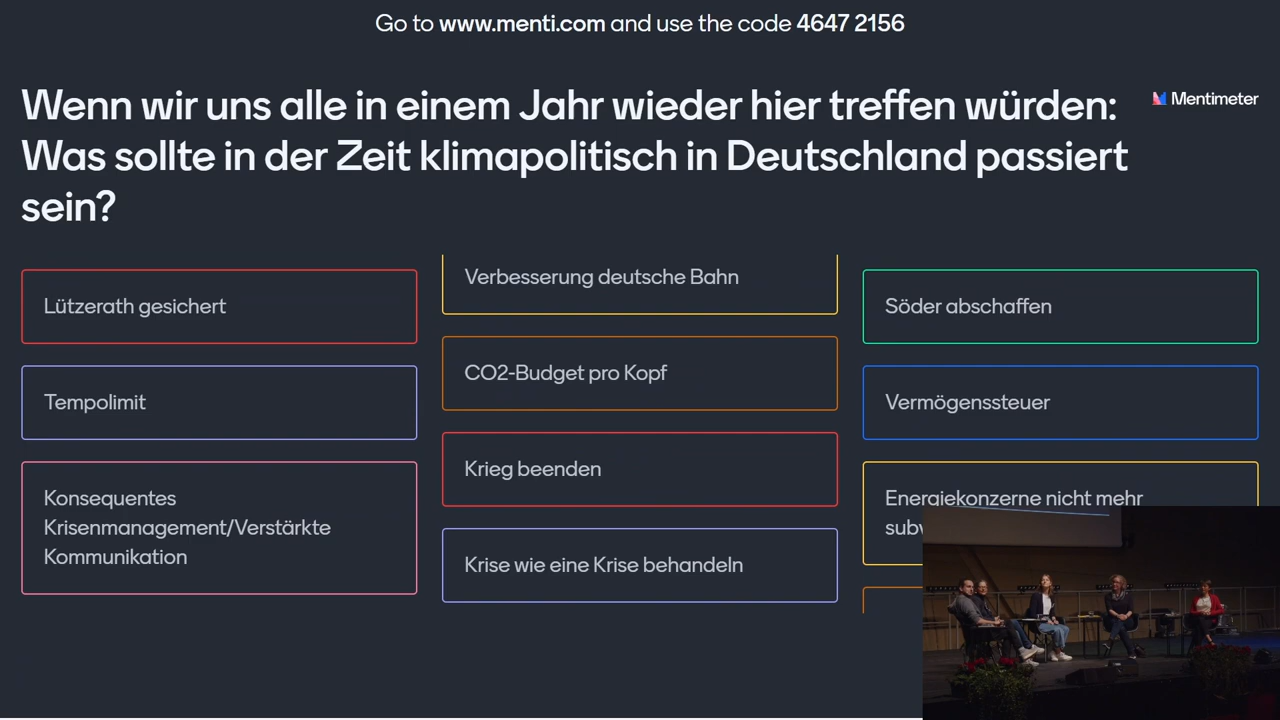 Go to www.menti.com and use the code 4647 2156
Wenn wir uns alle in einem Jahr wieder hier treffen würden:
Was sollte in der Zeit klimapolitisch in Deutschland passiert
sein?
Mentimeter
Lützerath gesichert
Tempolimit
Konsequentes
Krisenmanagement/Verstärkte
Kommunikation
Verbesserung deutsche Bahn
CO2-Budget pro Kopf
Krieg beenden
Krise wie eine Krise behandeln
Söder abschaffen
Vermögenssteuer
Energiekonzerne nicht mehr